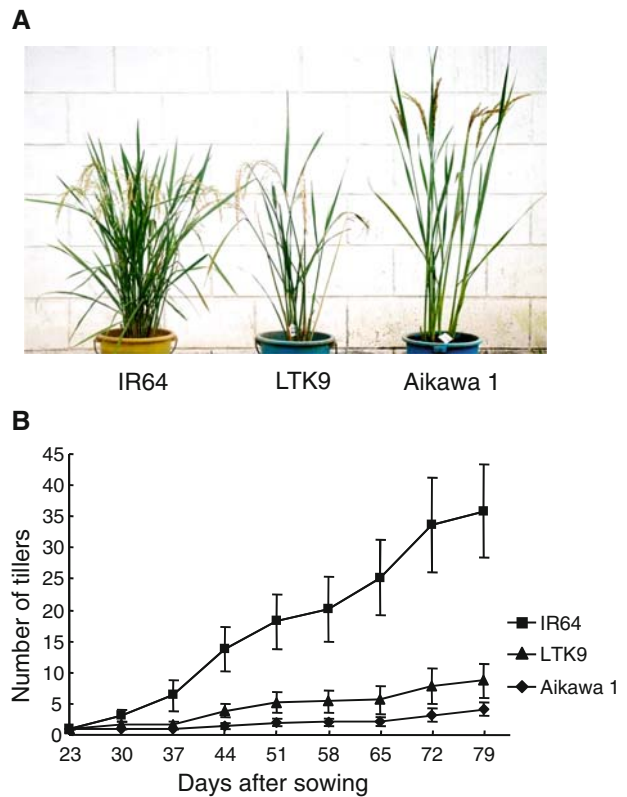 A
IR64 LTK9 Aikawa 1
B
Number of tillers
45
40
35
30
25
20
15
10
5
0
23 30 37 44 51 58 65 72 79
Days after sowing
IR64
LTK9
Aikawa 1